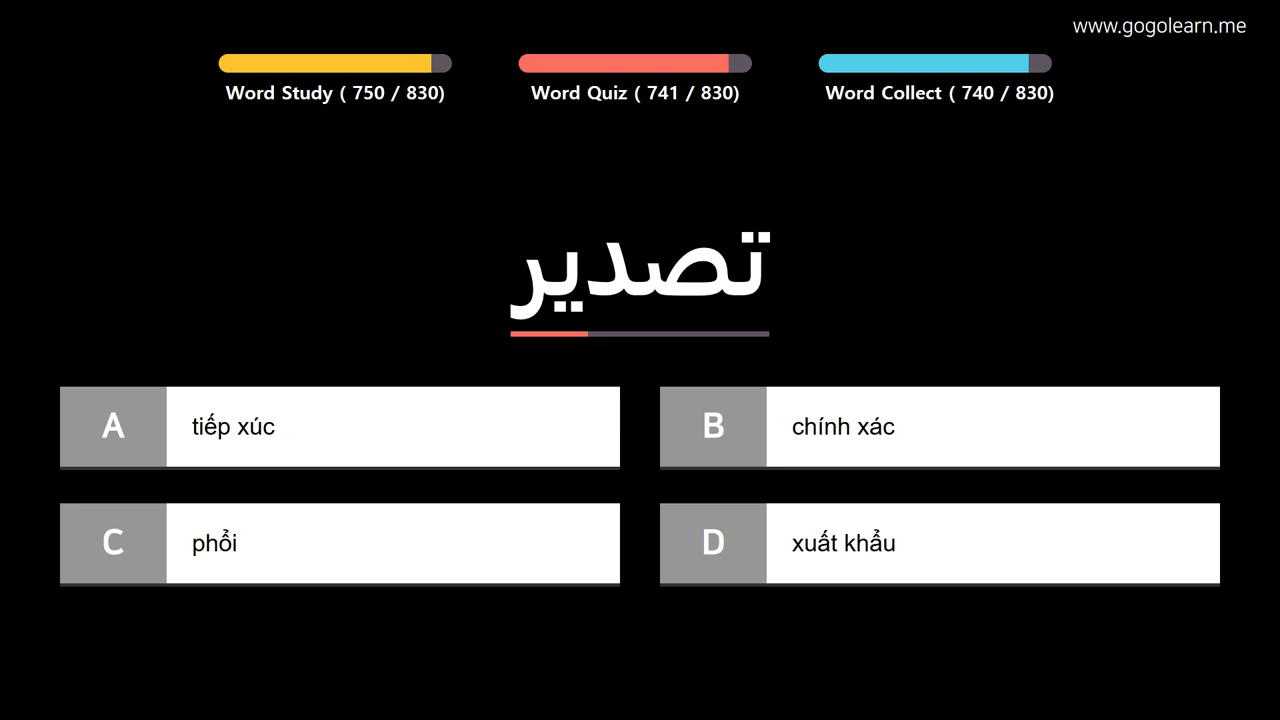 www.gogolearn.me
Word Study ( 750 / 830)
Word Quiz ( 741 / 830)
Word Collect ( 740 / 830)
تصدير
A
tiếp xúc
B
chính xác
C
phổi
D
xuất khẩu